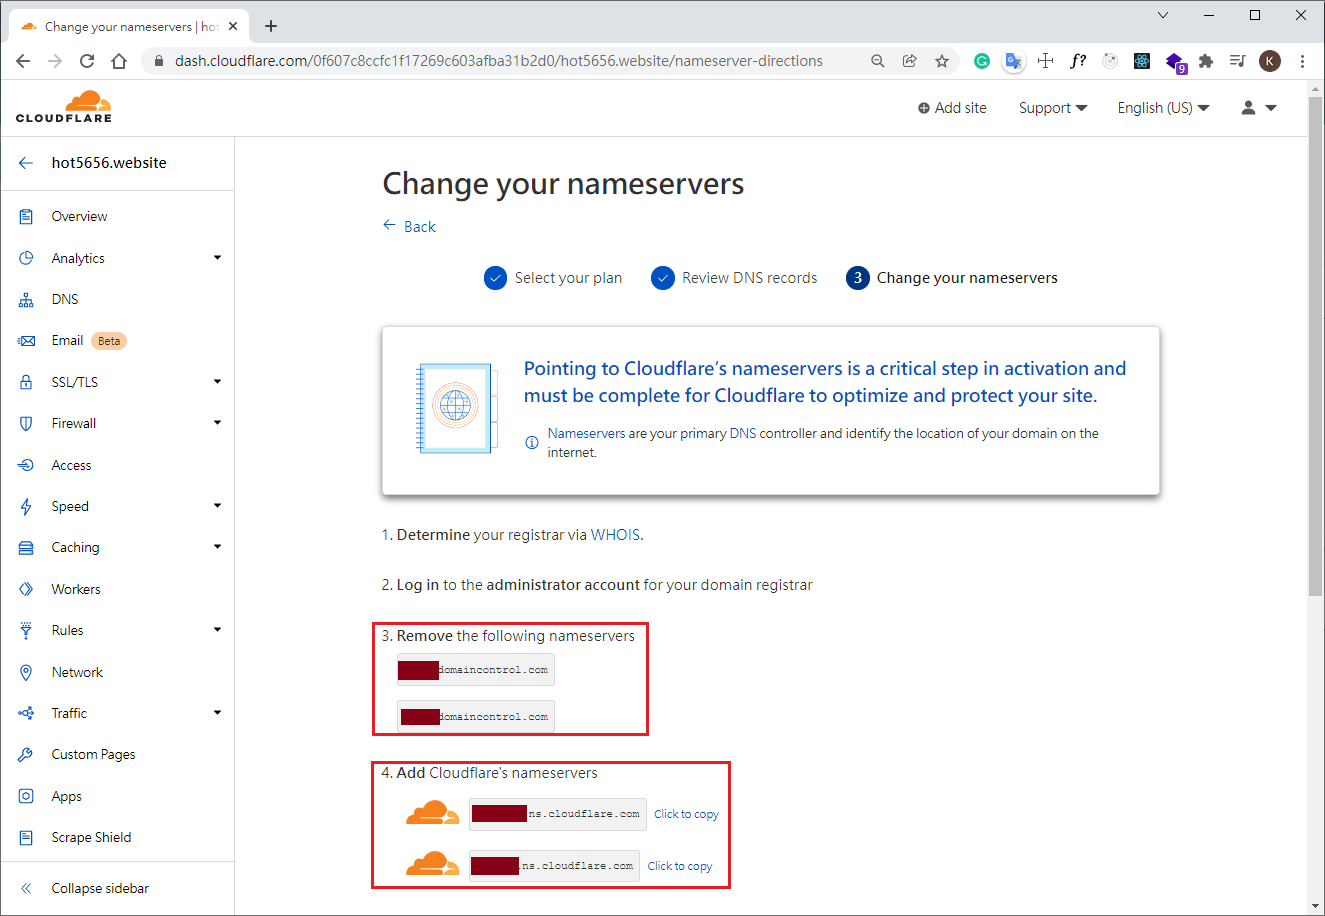 Change your nameservers | hot
dash.cloudflare.com/0f607c8ccfc1f17269c603afba31b2d0/hot5656.website/nameserver-directions
f?
9
K
CLOUDFLARE
Add site
Support
English (US)
hot5656.website
Overview
Analytics
DNS
Email Beta
SSL/TLS
Firewall
Access
Speed
Caching
Workers
Rules
Network
Traffic
Custom Pages
Apps
Scrape Shield
Collapse sidebar
Change your nameservers
Back
Select your plan
Review DNS records
3 Change your nameservers
Pointing to Cloudflare’s nameservers is a critical step in activation and
must be complete for Cloudflare to optimize and protect your site.
Nameservers are your primary DNS controller and identify the location of your domain on the
internet.
1. Determine your registrar via WHOIS.
2. Log in to the administrator account for your domain registrar
3. Remove the following nameservers
domaincontrol.com
domaincontrol.com
4. Add Cloudflare's nameservers
ns.cloudflare.com Click to copy
.ns.cloudflare.com Click to copy